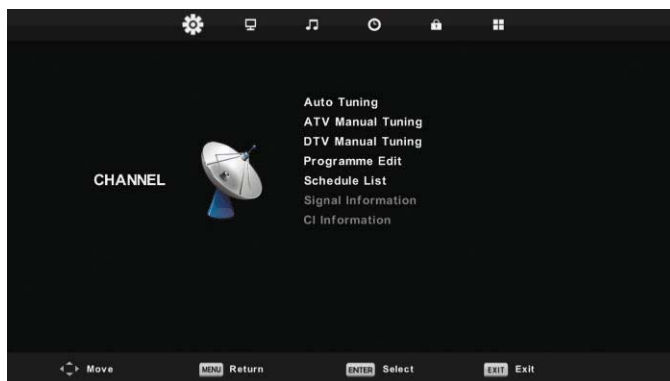 Auto Tuning
ATV Manual Tuning
DTV Manual Tuning
Programme Edit
CHANNEL
Schedule List
Signal Information
CI Information
Move MENU Return ENTER Select EXIT Exit